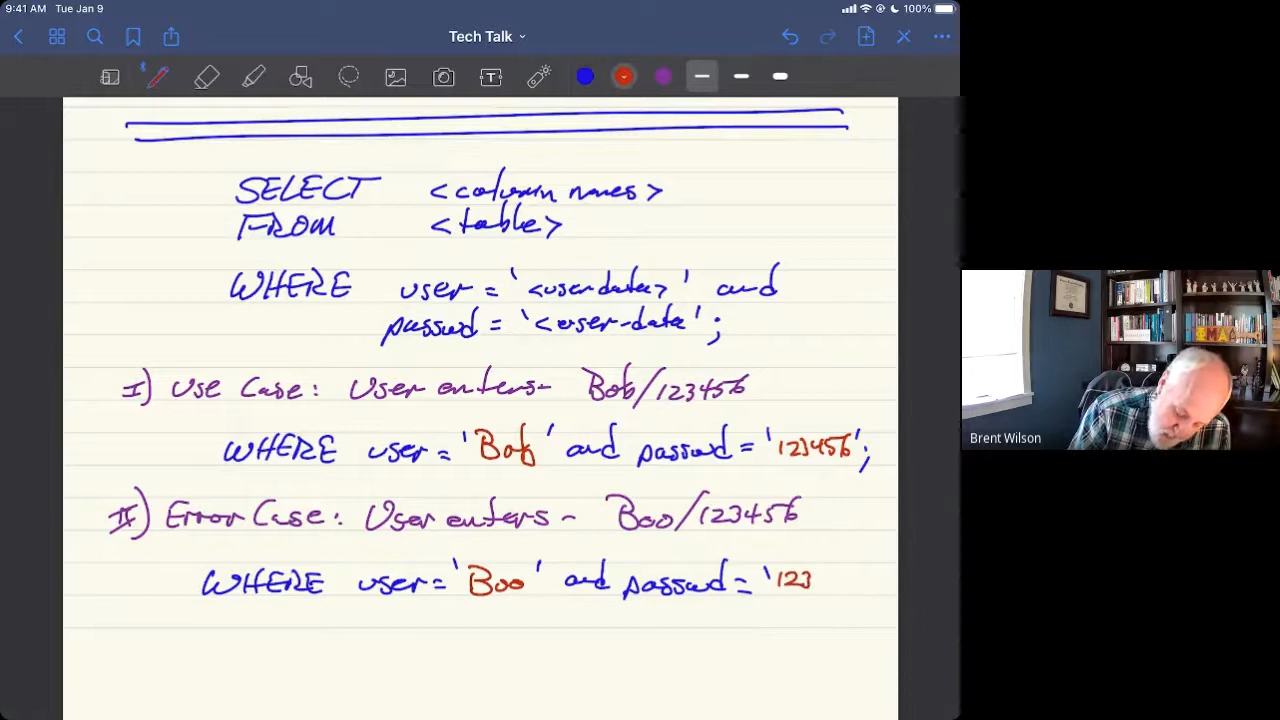 9:41 AM Tue Jan 9
100%
Tech Talk
SELECT <column names>
FROM <table>
WHERE user = '<user data>' and
passwd = '<user-data';
I) Use Case: User enters- Bob/123456
WHERE user = 'Bob' and passwd = '123456';
II) Error Case: User enters - Boo/123456
WHERE user = 'Boo' and passwd = '123
Brent Wilson
ΦΜΑ